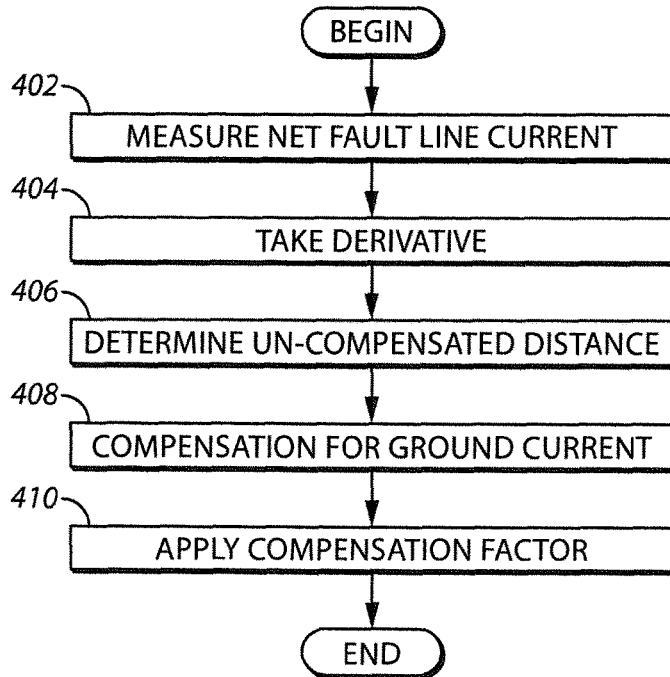 BEGIN
402
MEASURE NET FAULT LINE CURRENT
404
TAKE DERIVATIVE
406
DETERMINE UN-COMPENSATED DISTANCE
408
COMPENSATION FOR GROUND CURRENT
410
APPLY COMPENSATION FACTOR
END